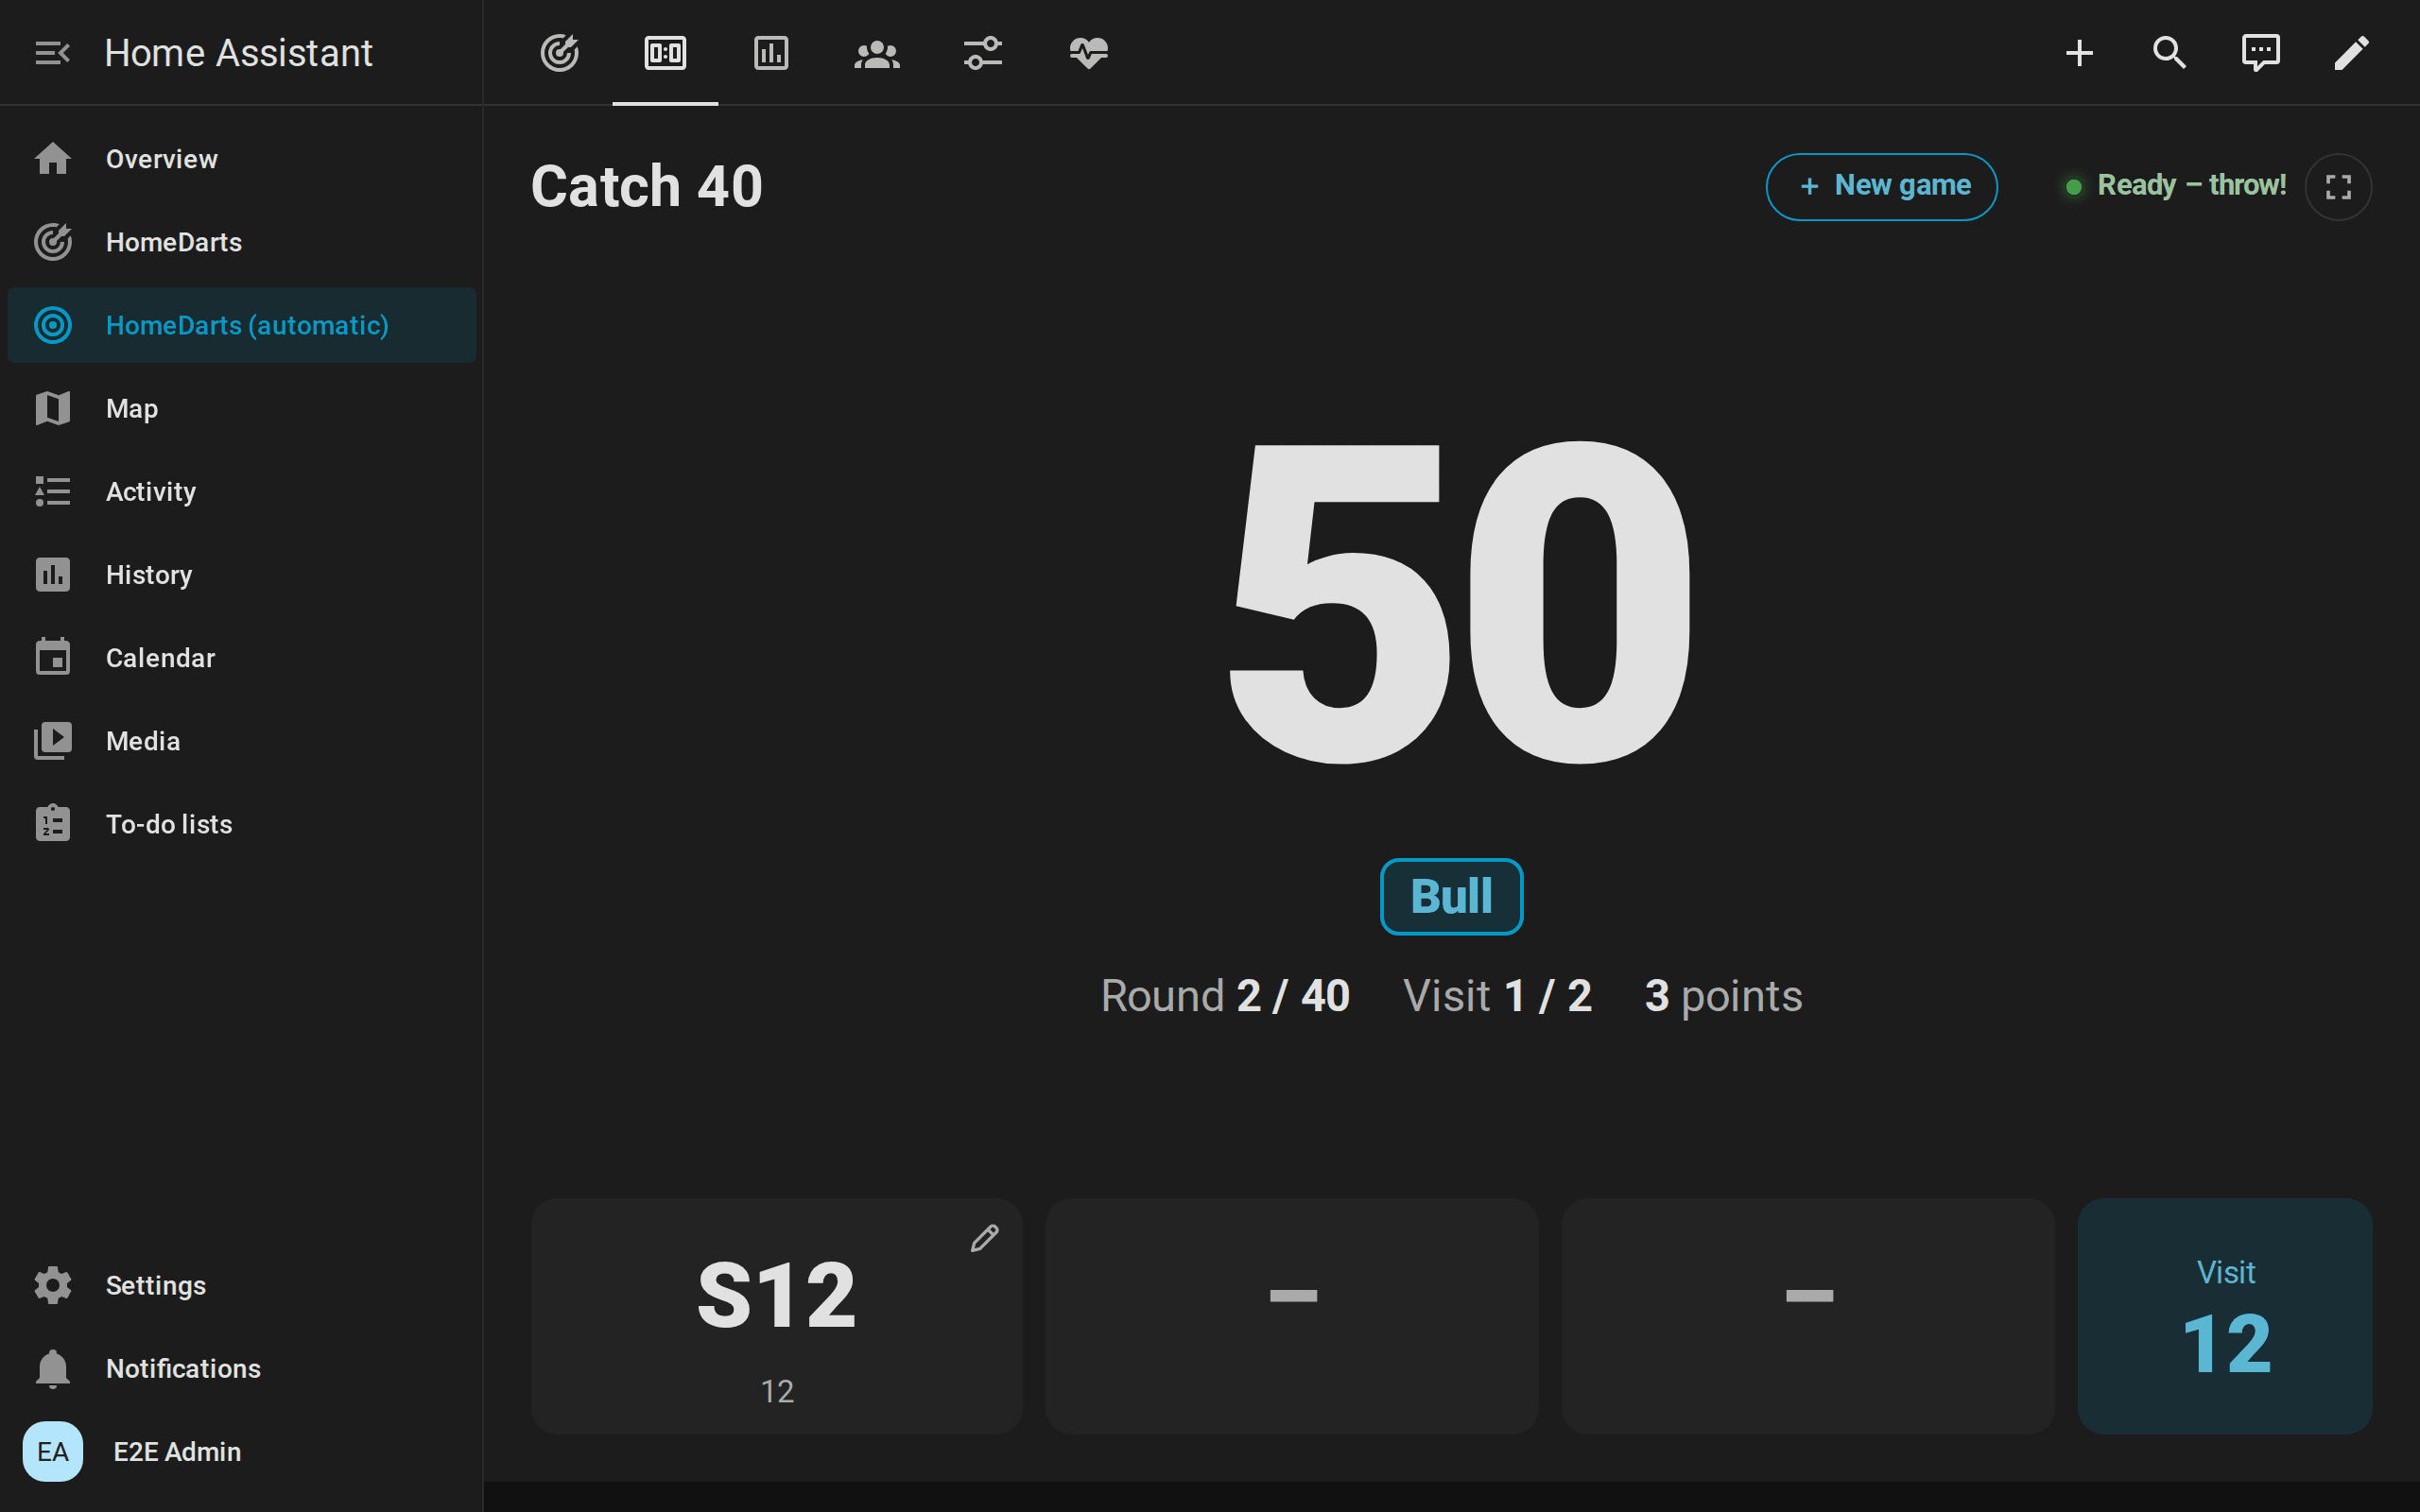 Home Assistant
Overview
HomeDarts
HomeDarts (automatic)
Map
Activity
History
Calendar
Media
To-do lists
Settings
Notifications
EA E2E Admin
Catch 40
+ New game
Ready – throw!
50
Bull
Round 2 / 40 Visit 1 / 2 3 points
S12
12
–
–
Visit
12